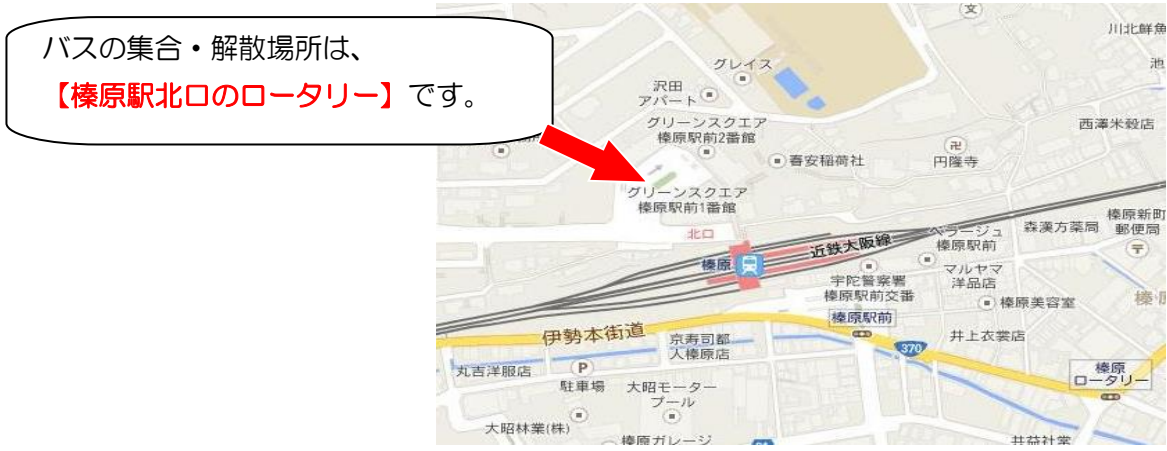 バスの集合・解散場所は、
【榛原駅北口のロータリー】です。
文
川北鮮魚
池
グレイス
沢田
アパート
グリーンスクエア
榛原駅前2番館
西澤米穀店
卍
円隆寺
春安稲荷社
グリーンスクエア
榛原駅前1番館
榛原新町
郵便局
〒
森漢方薬局
ベラージュ
榛原駅前
北口
近鉄大阪線
榛原
宇陀警察署
榛原駅前交番
マルヤマ
洋品店
榛原美容室
榛原
榛原駅前
伊勢本街道
京寿司都
人榛原店
370
井上衣裳店
榛原
ロータリー
丸吉洋服店
P
駐車場
大昭モーター
プール
大昭林業(株)
榛原ガレージ
共益社堂